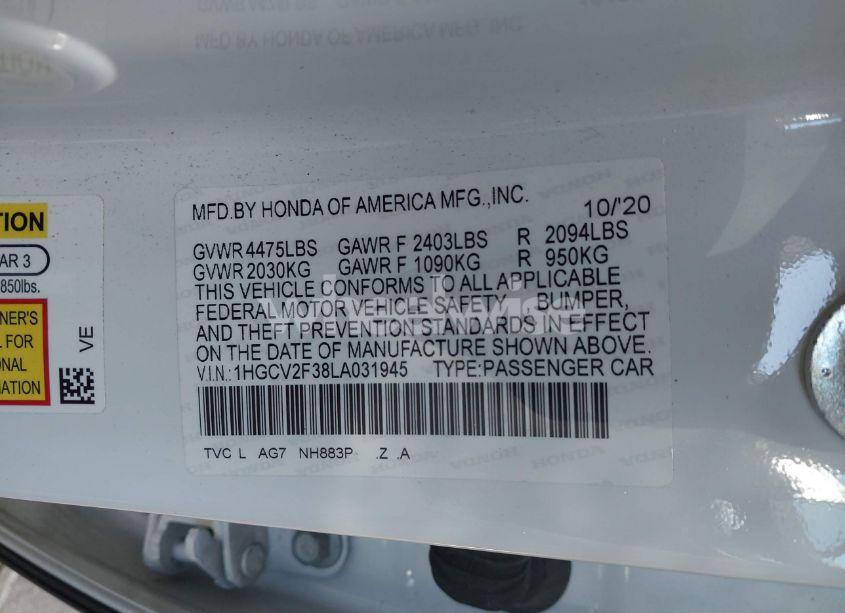 MFD.BY HONDA OF AMERICA MFG.,INC. 10/'20
GVWR 4475LBS GAWR F 2403LBS R 2094LBS
GVWR 2030KG GAWR F 1090KG R 950KG
THIS VEHICLE CONFORMS TO ALL APPLICABLE
FEDERAL MOTOR VEHICLE SAFETY , BUMPER,
AND THEFT PREVENTION STANDARDS IN EFFECT
ON THE DATE OF MANUFACTURE SHOWN ABOVE.
V.I.N.:1HGCV2F38LA031945 TYPE:PASSENGER CAR
TVC L AG7 NH883P .Z .A
TION
AR 3
850lbs.
NER'S
L FOR
ONAL
MATION
VE